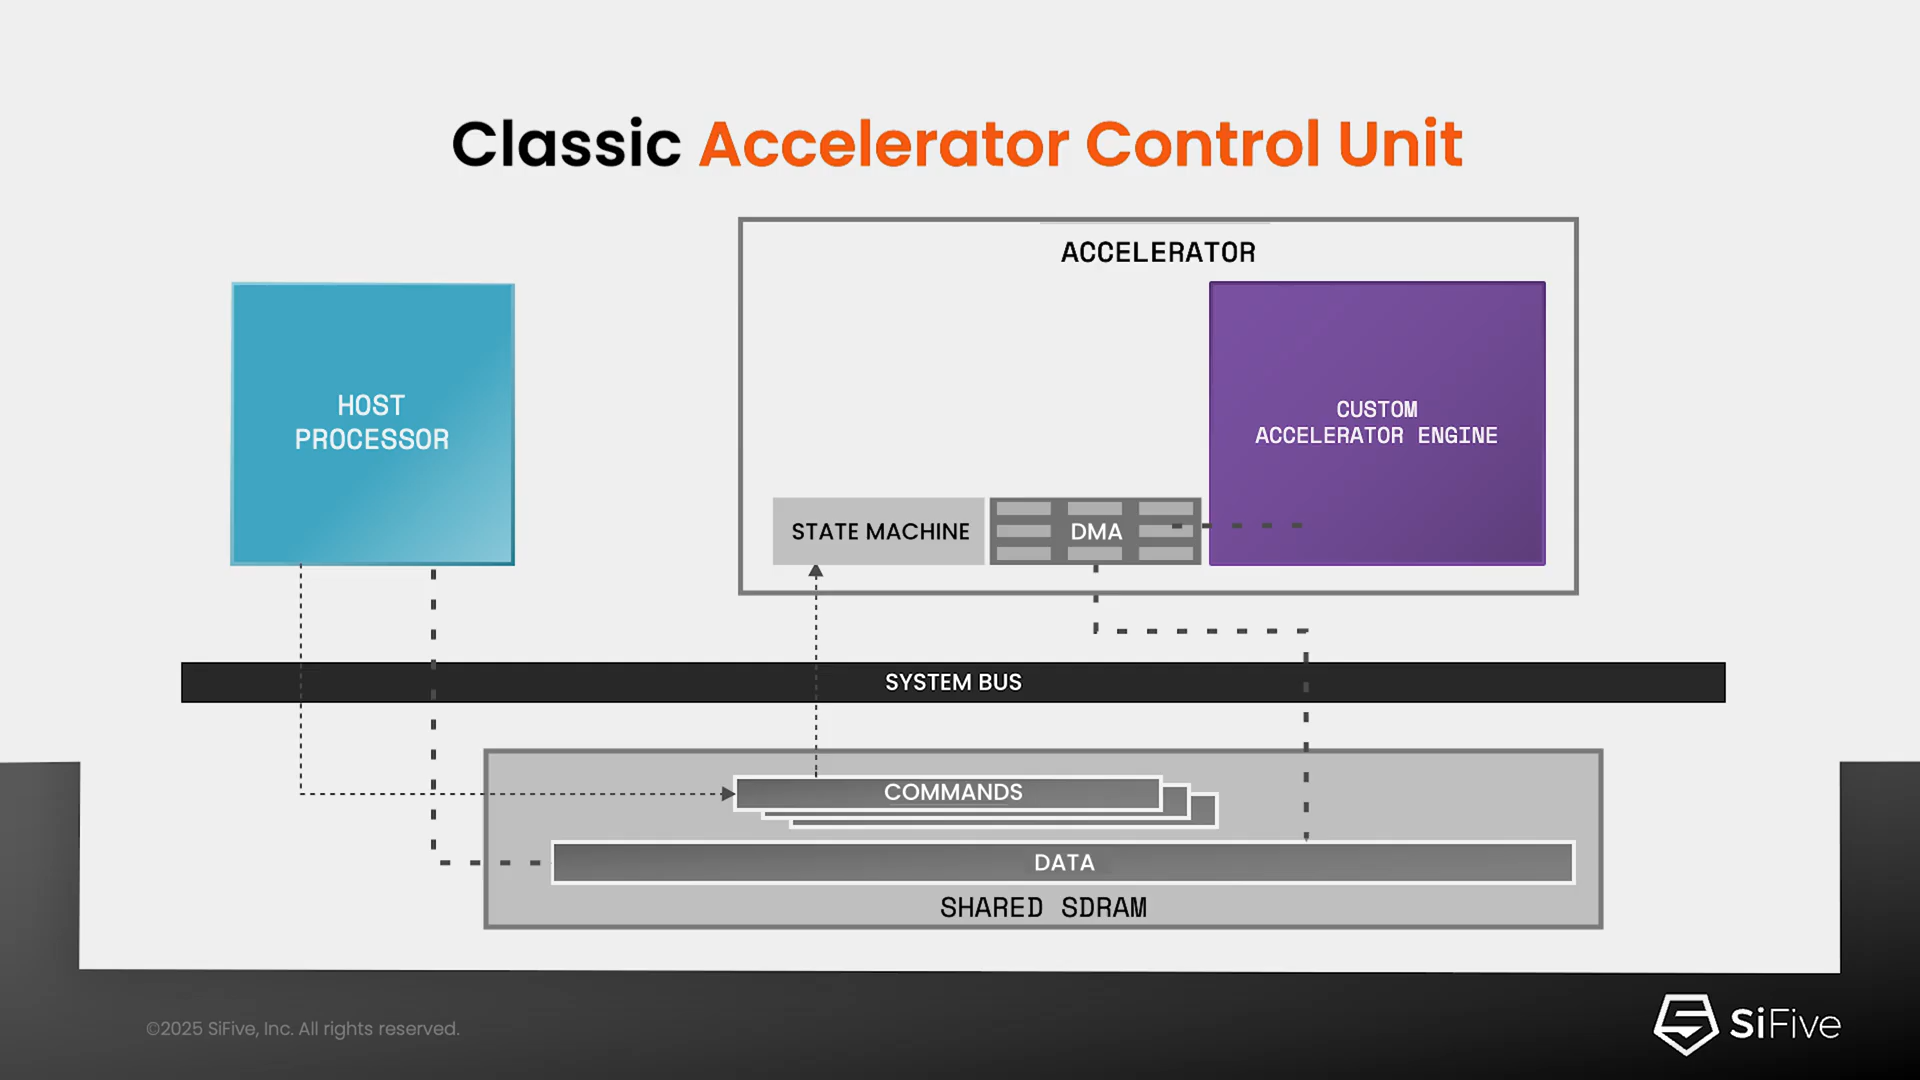 Classic Accelerator Control Unit
ACCELERATOR
HOST
PROCESSOR
CUSTOM
ACCELERATOR ENGINE
STATE MACHINE
DMA
SYSTEM BUS
COMMANDS
DATA
SHARED SDRAM
©2025 SiFive, Inc. All rights reserved.
SiFive